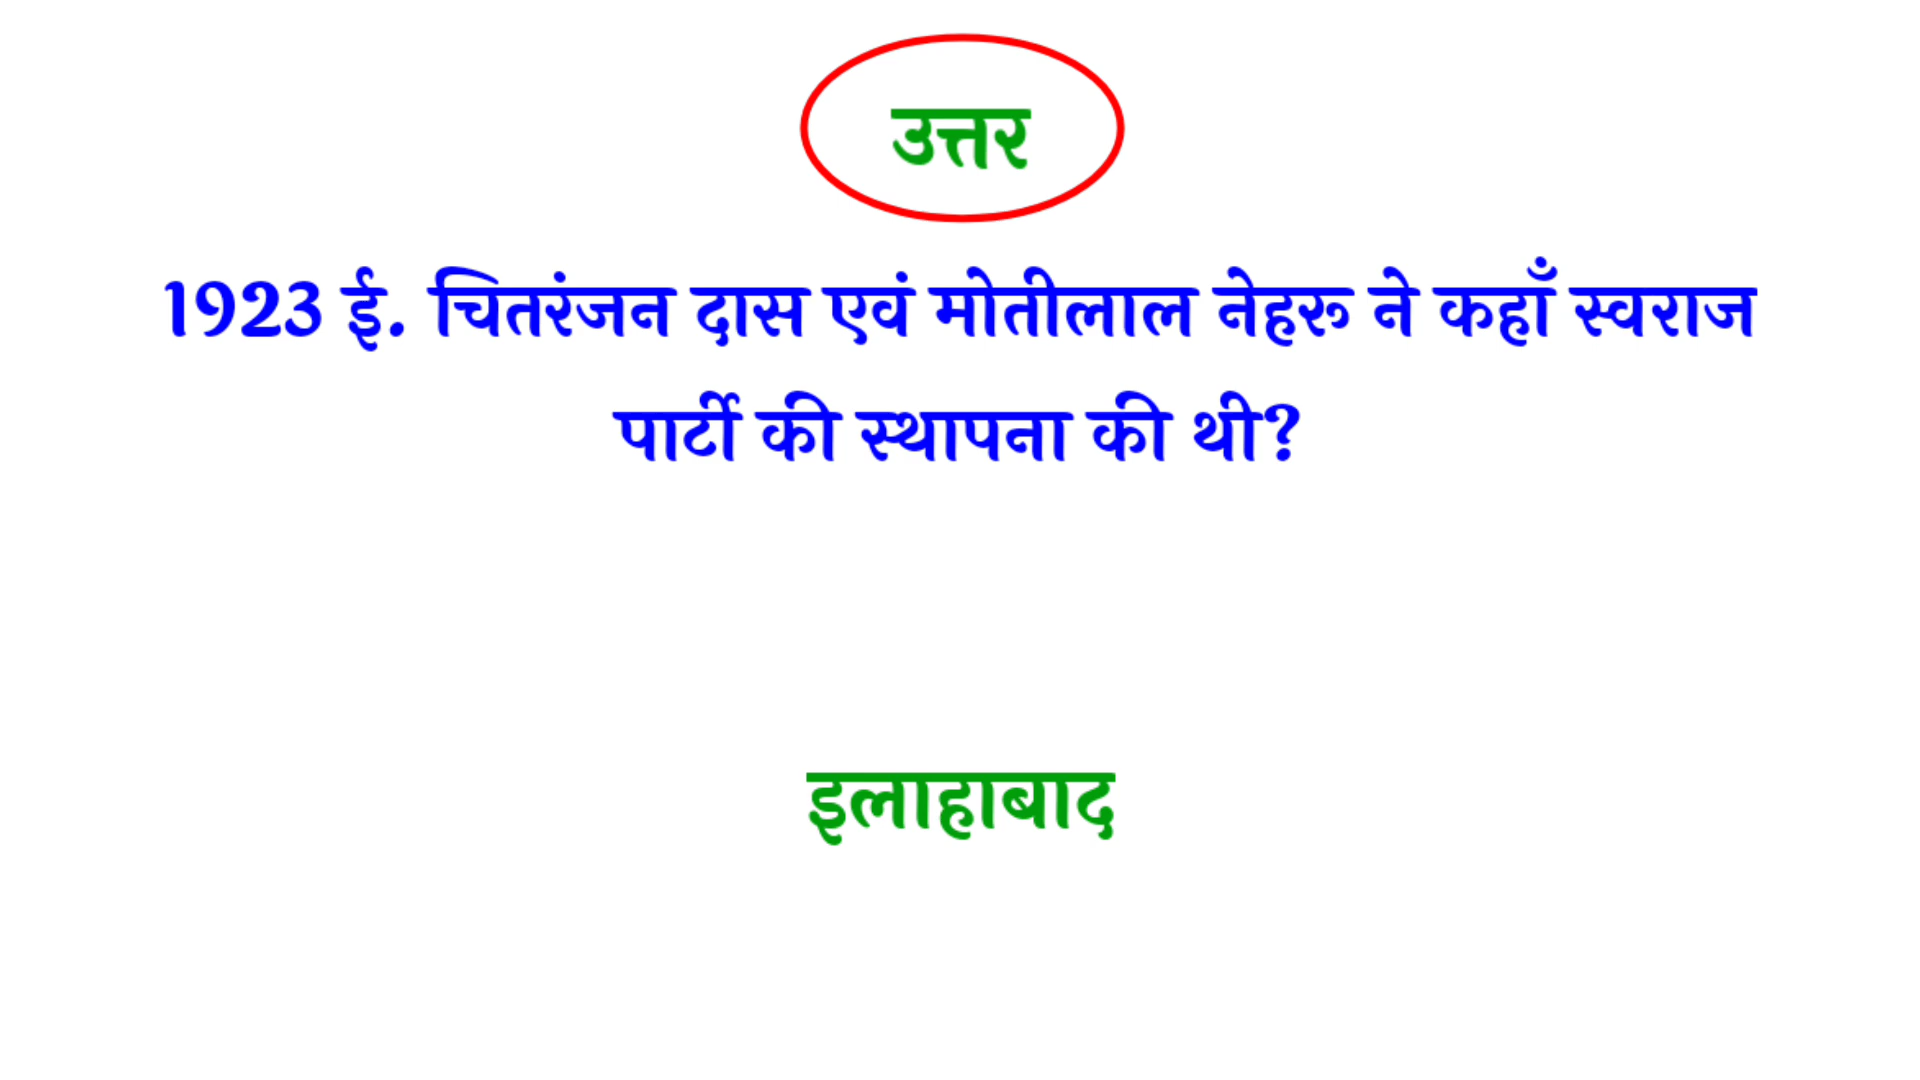 उत्तर
1923 ई. चितरंजन दास एवं मोतीलाल नेहरू ने कहाँ स्वराज
पार्टी की स्थापना की थी?
इलाहाबाद